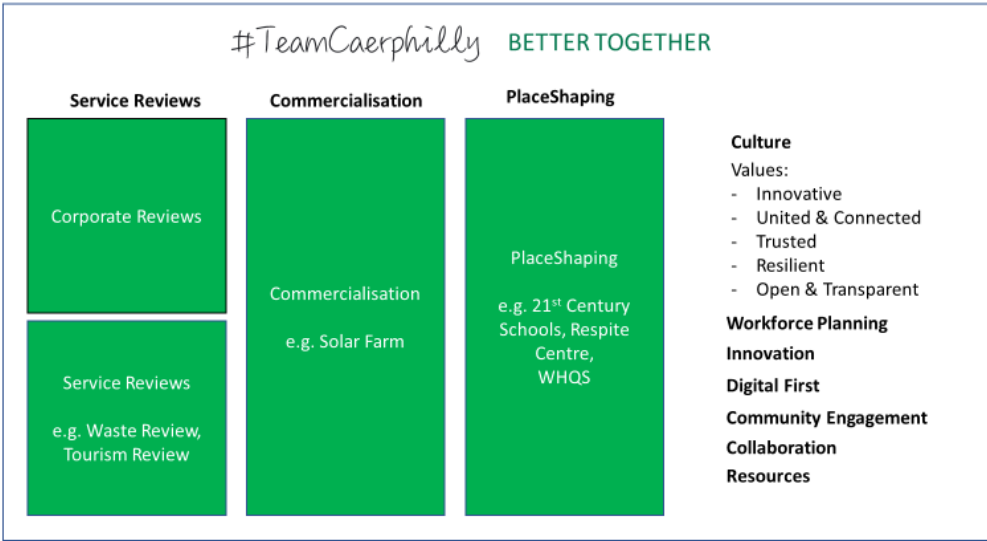 #TeamCaerphilly BETTER TOGETHER
Service Reviews
Corporate Reviews
Service Reviews
e.g. Waste Review,
Tourism Review
Commercialisation
Commercialisation
e.g. Solar Farm
PlaceShaping
PlaceShaping
e.g. 21st Century
Schools, Respite
Centre,
WHQS
Culture
Values:
- Innovative
- United & Connected
- Trusted
- Resilient
- Open & Transparent
Workforce Planning
Innovation
Digital First
Community Engagement
Collaboration
Resources